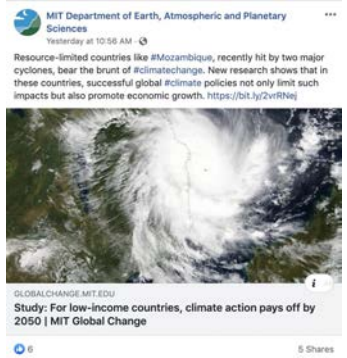 MIT Department of Earth, Atmospheric and Planetary
Sciences
Yesterday at 10:56 AM ·
Resource-limited countries like #Mozambique, recently hit by two major
cyclones, bear the brunt of #climatechange. New research shows that in
these countries, successful global #climate policies not only limit such
impacts but also promote economic growth. https://bit.ly/2vrRNej
i
GLOBALCHANGE.MIT.EDU
Study: For low-income countries, climate action pays off by
2050 | MIT Global Change
6
5 Shares